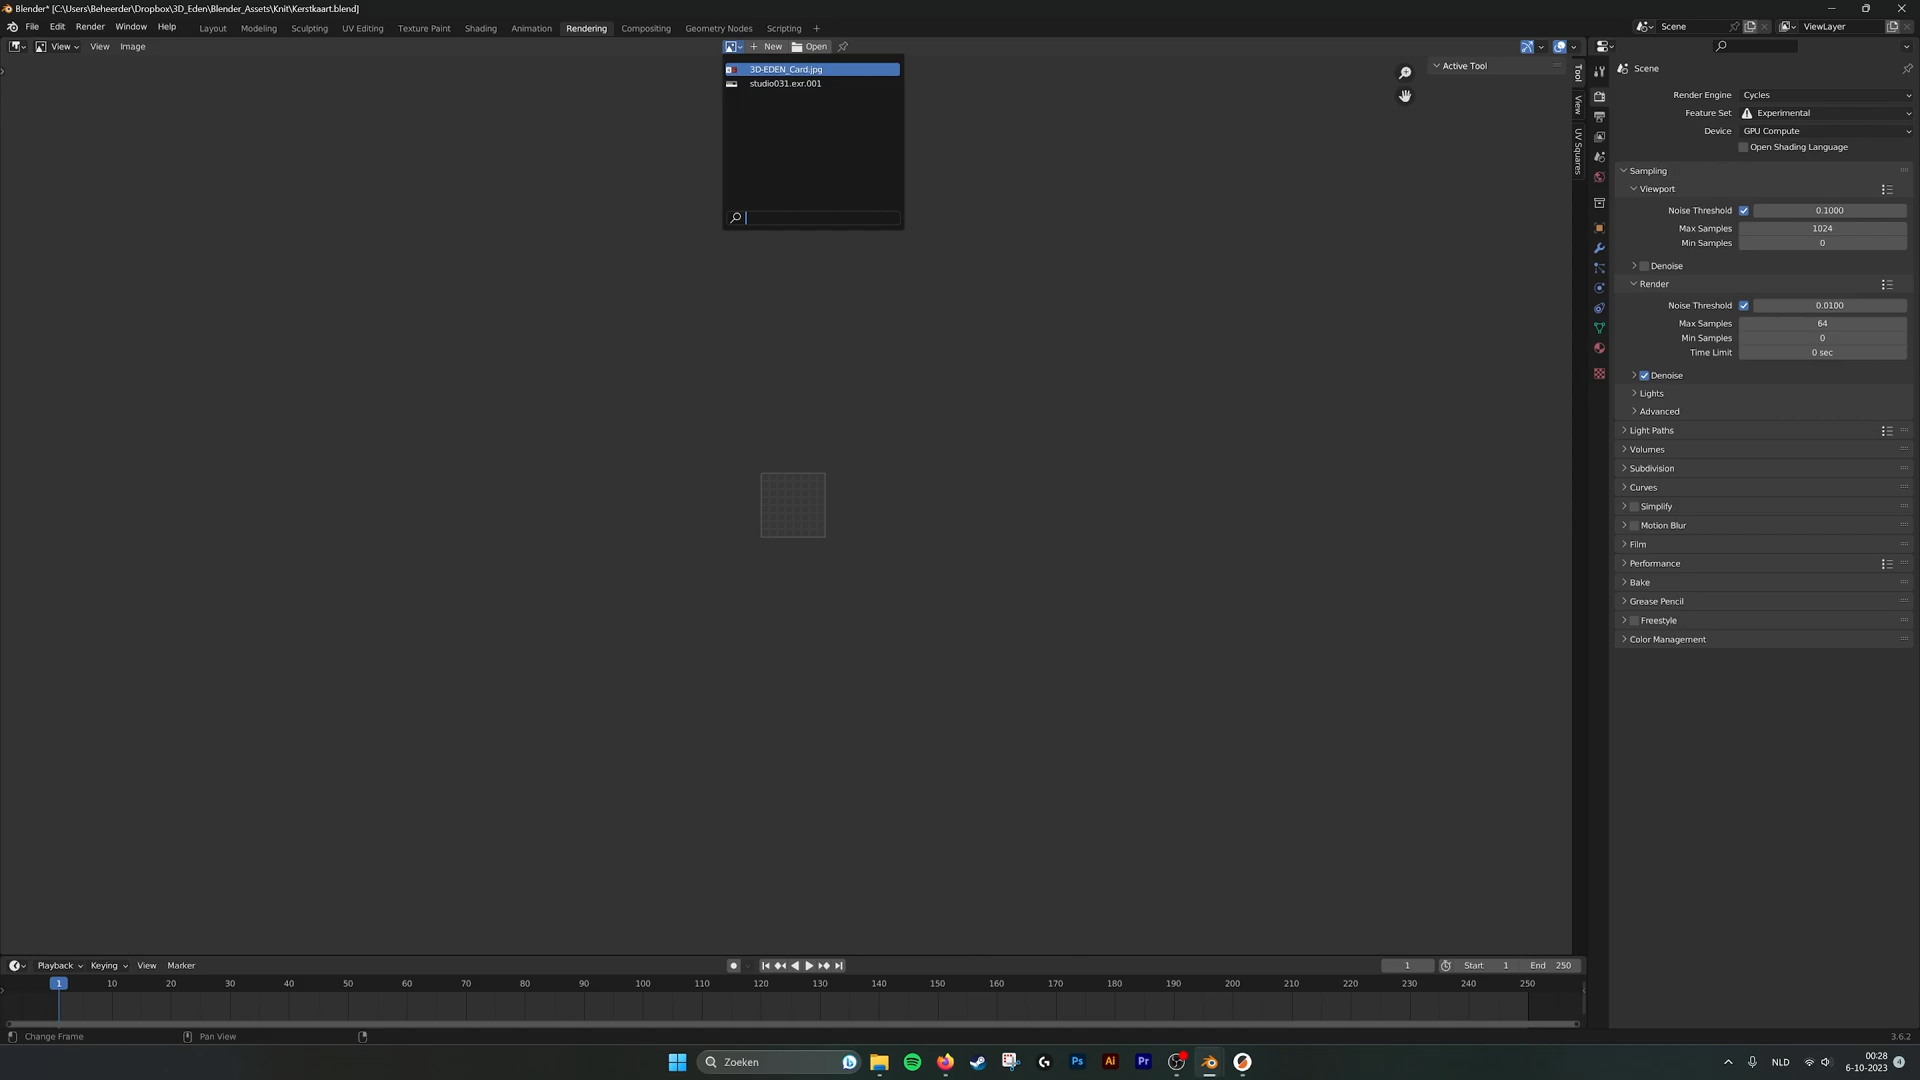 Blender* [C:\Users\Beheerder\Dropbox\3D_Eden\Blender_Assets\Knit\Kerstkaart.blend]
File Edit Render Window Help
Layout Modeling Sculpting UV Editing Texture Paint Shading Animation Rendering Compositing Geometry Nodes Scripting +
Scene
ViewLayer
View View Image
New Open
3D-EDEN_Card.jpg
studio031.exr.001
Active Tool
Tool
View
UV Squares
Scene
Render Engine Cycles
Feature Set Experimental
Device GPU Compute
Open Shading Language
Sampling
Viewport
Noise Threshold 0.1000
Max Samples 1024
Min Samples 0
Denoise
Render
Noise Threshold 0.0100
Max Samples 64
Min Samples 0
Time Limit 0 sec
Denoise
Lights
Advanced
Light Paths
Volumes
Subdivision
Curves
Simplify
Motion Blur
Film
Performance
Bake
Grease Pencil
Freestyle
Color Management
Playback Keying View Marker
1 Start 1 End 250
1 10 20 30 40 50 60 70 80 90 100 110 120 130 140 150 160 170 180 190 200 210 220 230 240 250
Change Frame Pan View
3.6.2
Zoeken
Ps Ai Pr
NLD
00:28
6-10-2023
4